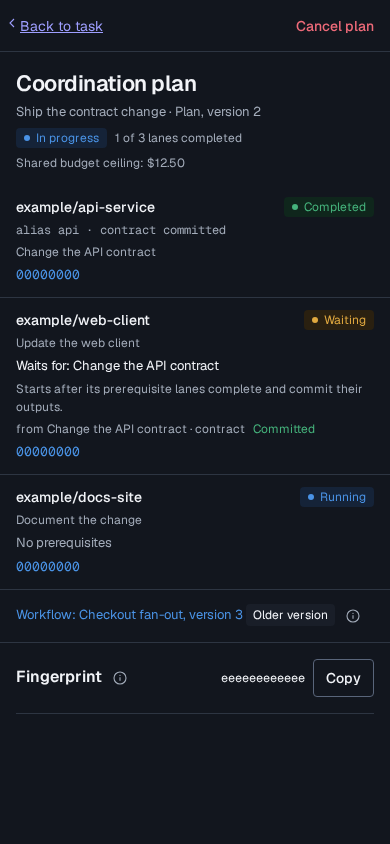 Back to task
Cancel plan
Coordination plan
Ship the contract change · Plan, version 2
In progress
1 of 3 lanes completed
Shared budget ceiling: $12.50
example/api-service
Completed
alias api · contract committed
Change the API contract
00000000
example/web-client
Waiting
Update the web client
Waits for: Change the API contract
Starts after its prerequisite lanes complete and commit their
outputs.
from Change the API contract · contract Committed
00000000
example/docs-site
Running
Document the change
No prerequisites
00000000
Workflow: Checkout fan-out, version 3 Older version
Fingerprint
eeeeeeeeeeee
Copy